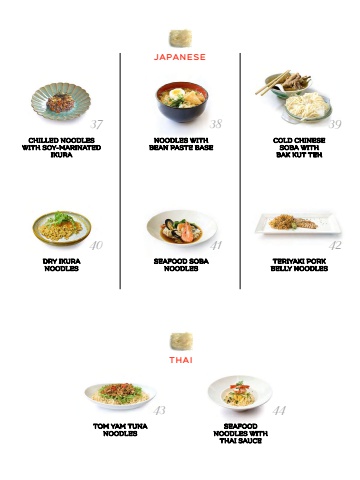 JAPANESE
37
CHILLED NOODLES
WITH SOY-MARINATED
IKURA
38
NOODLES WITH
BEAN PASTE BASE
39
COLD CHINESE
SOBA WITH
BAK KUT TEH
40
DRY IKURA
NOODLES
41
SEAFOOD SOBA
NOODLES
42
TERIYAKI PORK
BELLY NOODLES
THAI
43
TOM YAM TUNA
NOODLES
44
SEAFOOD
NOODLES WITH
THAI SAUCE